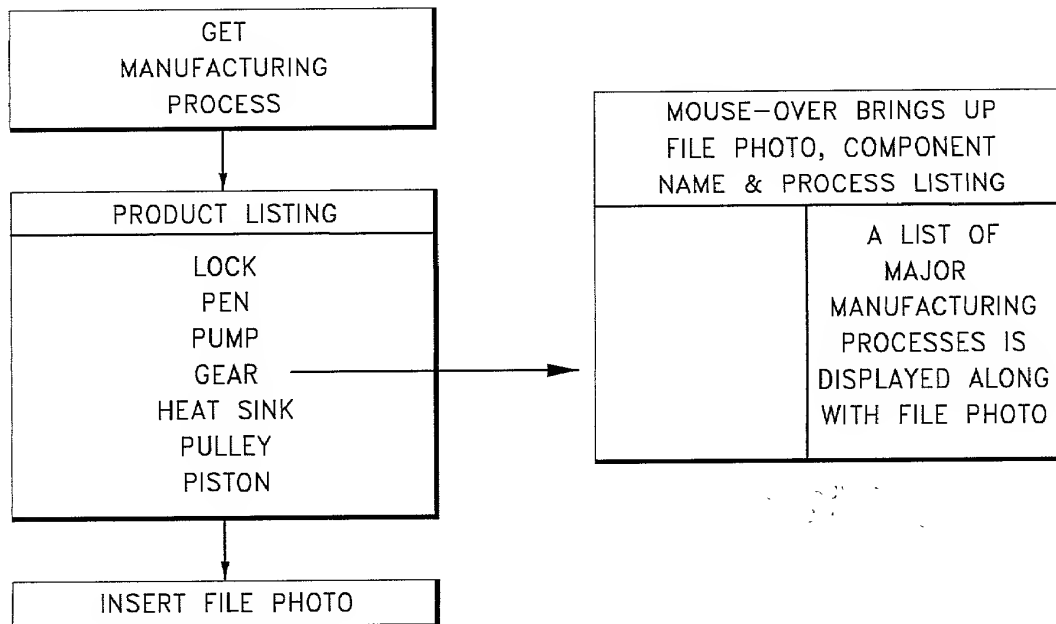 GET
MANUFACTURING
PROCESS
PRODUCT LISTING
LOCK
PEN
PUMP
GEAR
HEAT SINK
PULLEY
PISTON
INSERT FILE PHOTO
MOUSE-OVER BRINGS UP
FILE PHOTO, COMPONENT
NAME & PROCESS LISTING
A LIST OF
MAJOR
MANUFACTURING
PROCESSES IS
DISPLAYED ALONG
WITH FILE PHOTO